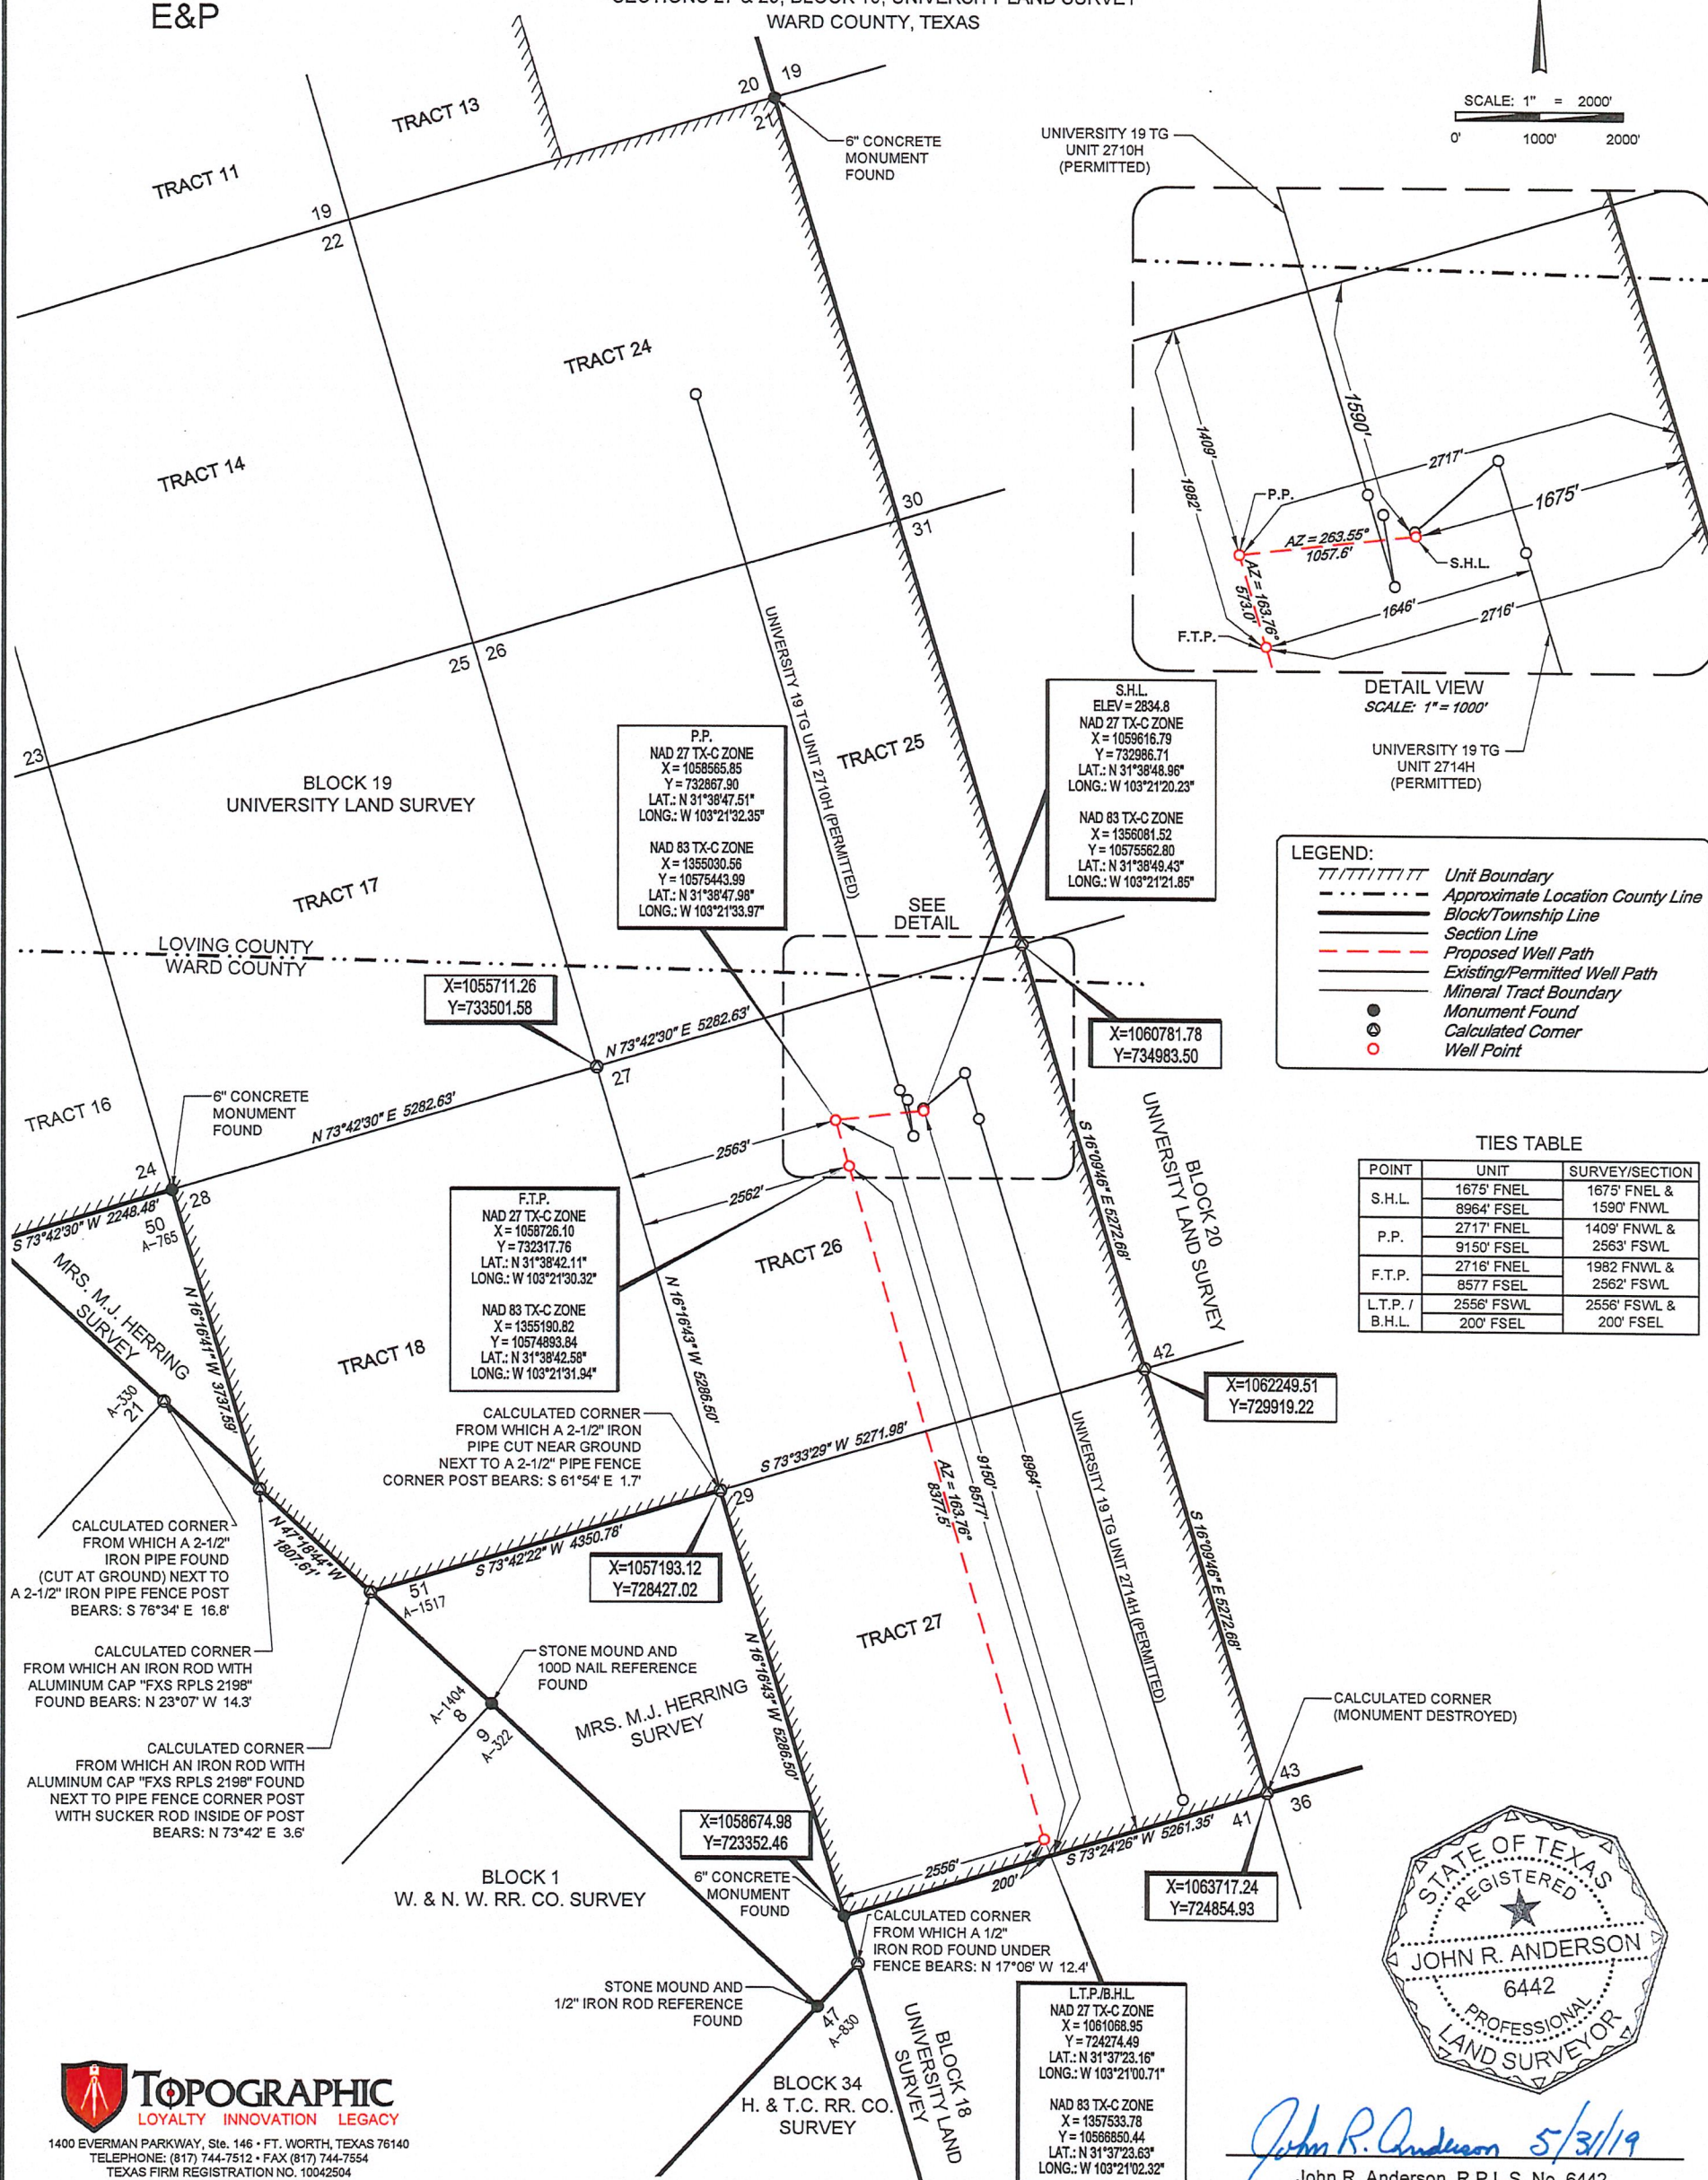 E&P
WARD COUNTY, TEXAS
SCALE: 1" = 2000'
0' 1000' 2000'
TRACT 13
TRACT 11
20 19
21
6" CONCRETE
MONUMENT
FOUND
19
22
UNIVERSITY 19 TG
UNIT 2710H
(PERMITTED)
1590'
1409'
1982'
2717'
1675'
P.P.
AZ = 263.55°
1057.6'
S.H.L.
AZ = 163.76°
573.0'
1646'
2716'
F.T.P.
DETAIL VIEW
SCALE: 1" = 1000'
UNIVERSITY 19 TG
UNIT 2714H
(PERMITTED)
TRACT 24
TRACT 14
30
31
25 26
23
UNIVERSITY 19 TG UNIT 2710H (PERMITTED)
TRACT 25
BLOCK 19
UNIVERSITY LAND SURVEY
TRACT 17
P.P.
NAD 27 TX-C ZONE
X = 1058565.85
Y = 732867.90
LAT.: N 31°38'47.51"
LONG.: W 103°21'32.35"
NAD 83 TX-C ZONE
X = 1355030.56
Y = 10575443.99
LAT.: N 31°38'47.98"
LONG.: W 103°21'33.97"
S.H.L.
ELEV = 2834.8
NAD 27 TX-C ZONE
X = 1059616.79
Y = 732986.71
LAT.: N 31°38'48.96"
LONG.: W 103°21'20.23"
NAD 83 TX-C ZONE
X = 1356081.52
Y = 10575562.80
LAT.: N 31°38'49.43"
LONG.: W 103°21'21.85"
LEGEND:
Unit Boundary
Approximate Location County Line
Block/Township Line
Section Line
Proposed Well Path
Existing/Permitted Well Path
Mineral Tract Boundary
Monument Found
Calculated Corner
Well Point
SEE
DETAIL
LOVING COUNTY
WARD COUNTY
X=1055711.26
Y=733501.58
X=1060781.78
Y=734983.50
N 73°42'30" E 5282.63'
27
N 73°42'30" E 5282.63'
TRACT 16
6" CONCRETE
MONUMENT
FOUND
24
28
S 73°42'30" W 2248.48'
50
A-765
2563'
2562'
F.T.P.
NAD 27 TX-C ZONE
X = 1058726.10
Y = 732317.76
LAT.: N 31°38'42.11"
LONG.: W 103°21'30.32"
NAD 83 TX-C ZONE
X = 1355190.82
Y = 10574893.84
LAT.: N 31°38'42.58"
LONG.: W 103°21'31.94"
S 16°09'46" E 5272.68'
BLOCK 20
UNIVERSITY LAND SURVEY
TIES TABLE
POINT UNIT SURVEY/SECTION
S.H.L. 1675' FNEL 1675' FNEL &
8964' FSEL 1590' FNWL
P.P. 2717' FNEL 1409' FNWL &
9150' FSEL 2563' FSWL
F.T.P. 2716' FNEL 1982 FNWL &
8577 FSEL 2562' FSWL
L.T.P. / 2556' FSWL 2556' FSWL &
B.H.L. 200' FSEL 200' FSEL
MRS. M.J. HERRING
SURVEY
N 16°16'41" W 3737.59'
TRACT 18
N 16°16'43" W 5286.50'
TRACT 26
42
X=1062249.51
Y=729919.22
A-330
21
CALCULATED CORNER
FROM WHICH A 2-1/2" IRON
PIPE CUT NEAR GROUND
NEXT TO A 2-1/2" PIPE FENCE
CORNER POST BEARS: S 61°54' E 1.7'
S 73°33'29" W 5271.98'
29
9150'
8577'
8964'
AZ = 163.76°
8377.5'
UNIVERSITY 19 TG UNIT 2714H (PERMITTED)
S 16°09'46" E 5272.68'
CALCULATED CORNER
FROM WHICH A 2-1/2"
IRON PIPE FOUND
(CUT AT GROUND) NEXT TO
A 2-1/2" IRON PIPE FENCE POST
BEARS: S 76°34' E 16.8'
N 47°18'44" W
1807.61'
S 73°42'22" W 4350.78'
X=1057193.12
Y=728427.02
51
A-1517
CALCULATED CORNER
FROM WHICH AN IRON ROD WITH
ALUMINUM CAP "FXS RPLS 2198"
FOUND BEARS: N 23°07' W 14.3'
STONE MOUND AND
100D NAIL REFERENCE
FOUND
A-1404
8
9
A-322
MRS. M.J. HERRING
SURVEY
N 16°16'43" W 5286.50'
TRACT 27
CALCULATED CORNER
(MONUMENT DESTROYED)
CALCULATED CORNER
FROM WHICH AN IRON ROD WITH
ALUMINUM CAP "FXS RPLS 2198" FOUND
NEXT TO PIPE FENCE CORNER POST
WITH SUCKER ROD INSIDE OF POST
BEARS: N 73°42' E 3.6'
43
41 36
X=1058674.98
Y=723352.46
2556'
200'
S 73°24'26" W 5261.35'
BLOCK 1
W. & N. W. RR. CO. SURVEY
6" CONCRETE
MONUMENT
FOUND
X=1063717.24
Y=724854.93
CALCULATED CORNER
FROM WHICH A 1/2"
IRON ROD FOUND UNDER
FENCE BEARS: N 17°06' W 12.4'
STONE MOUND AND
1/2" IRON ROD REFERENCE
FOUND
47
A-830
BLOCK 34
H. & T.C. RR. CO.
SURVEY
BLOCK 18
UNIVERSITY LAND
SURVEY
L.T.P./B.H.L.
NAD 27 TX-C ZONE
X = 1061068.95
Y = 724274.49
LAT.: N 31°37'23.16"
LONG.: W 103°21'00.71"
NAD 83 TX-C ZONE
X = 1357533.78
Y = 10566850.44
LAT.: N 31°37'23.63"
LONG.: W 103°21'02.32"
STATE OF TEXAS
REGISTERED
JOHN R. ANDERSON
6442
PROFESSIONAL
LAND SURVEYOR
John R. Anderson 5/31/19
John R. Anderson, R.P.L.S. No. 6442
TOPOGRAPHIC
LOYALTY INNOVATION LEGACY
1400 EVERMAN PARKWAY, Ste. 146 • FT. WORTH, TEXAS 76140
TELEPHONE: (817) 744-7512 • FAX (817) 744-7554
TEXAS FIRM REGISTRATION NO. 10042504